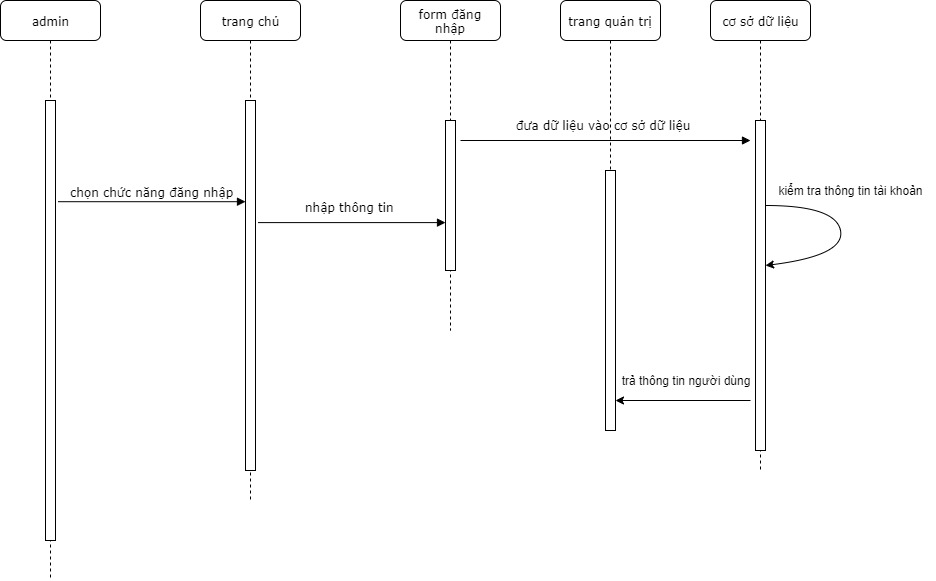 admin
trang chủ
form đăng
nhập
trang quản trị
cơ sở dữ liệu
đưa dữ liệu vào cơ sở dữ liệu
chọn chức năng đăng nhập
kiểm tra thông tin tài khoản
nhập thông tin
trả thông tin người dùng